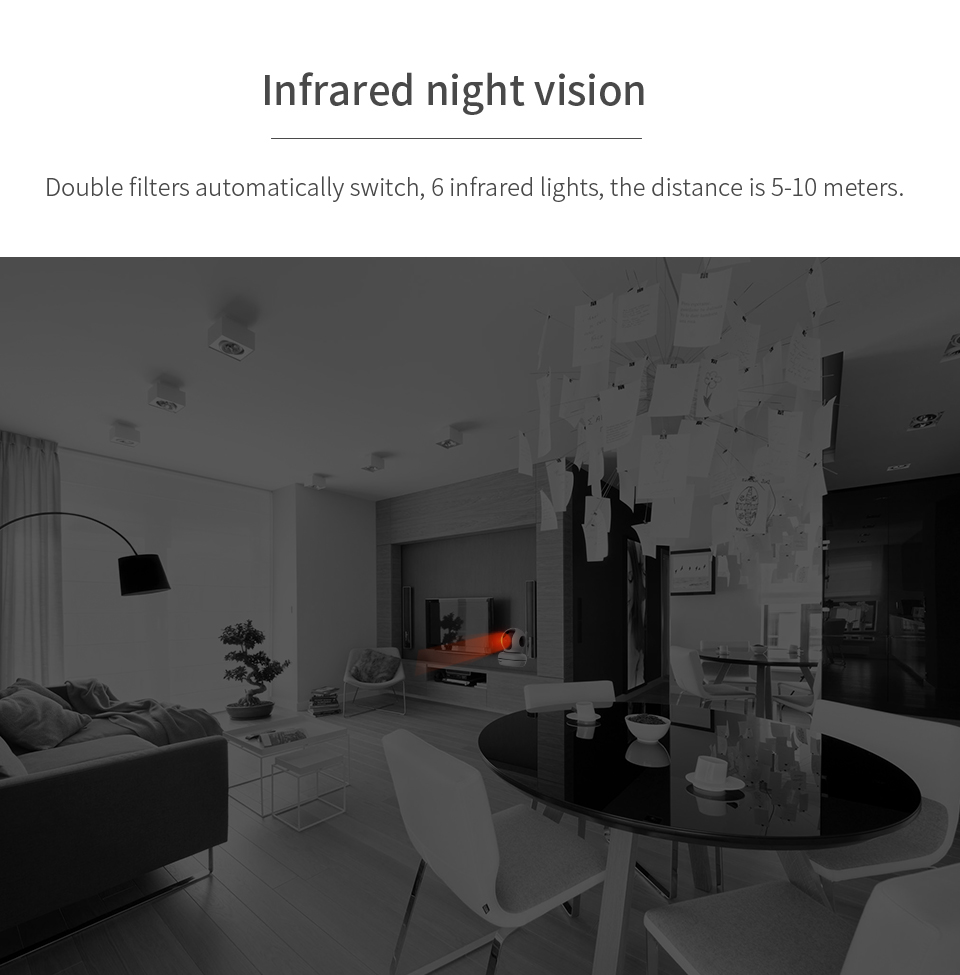 Infrared night vision
Double filters automatically switch, 6 infrared lights, the distance is 5-10 meters.